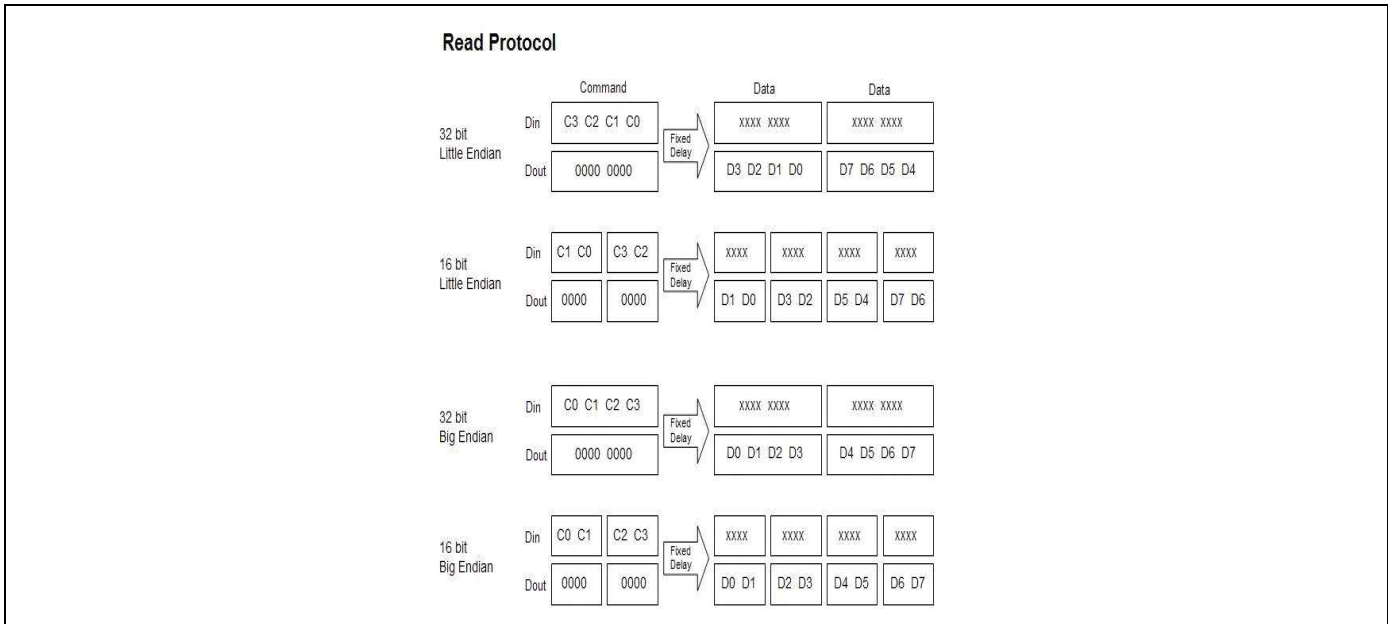 Read Protocol
Command Data Data
32 bit
Little Endian
Din C3 C2 C1 C0 Fixed Delay XXXX XXXX XXXX XXXX
Dout 0000 0000 D3 D2 D1 D0 D7 D6 D5 D4
16 bit
Little Endian
Din C1 C0 C3 C2 Fixed Delay XXXX XXXX XXXX XXXX
Dout 0000 0000 D1 D0 D3 D2 D5 D4 D7 D6
32 bit
Big Endian
Din C0 C1 C2 C3 Fixed Delay XXXX XXXX XXXX XXXX
Dout 0000 0000 D0 D1 D2 D3 D4 D5 D6 D7
16 bit
Big Endian
Din C0 C1 C2 C3 Fixed Delay XXXX XXXX XXXX XXXX
Dout 0000 0000 D0 D1 D2 D3 D4 D5 D6 D7